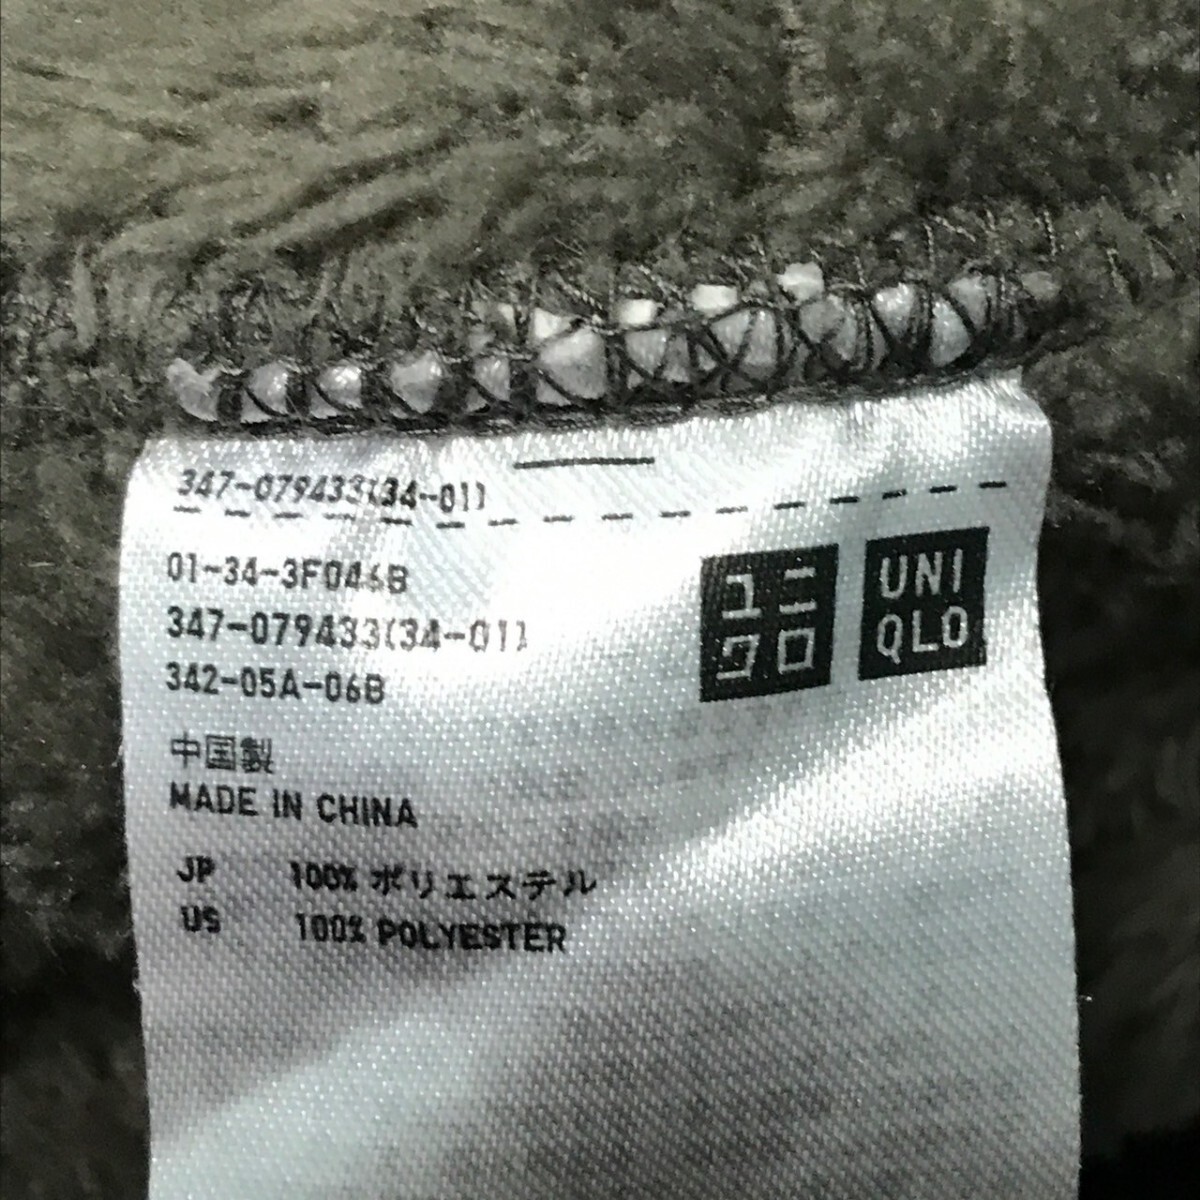 347-079433(34-01)
01-34-3F046B
347-079433(34-01)
342-05A-06B
ユニ
クロ
UNI
QLO
中国製
MADE IN CHINA
JP 100% ポリエステル
US 100% POLYESTER